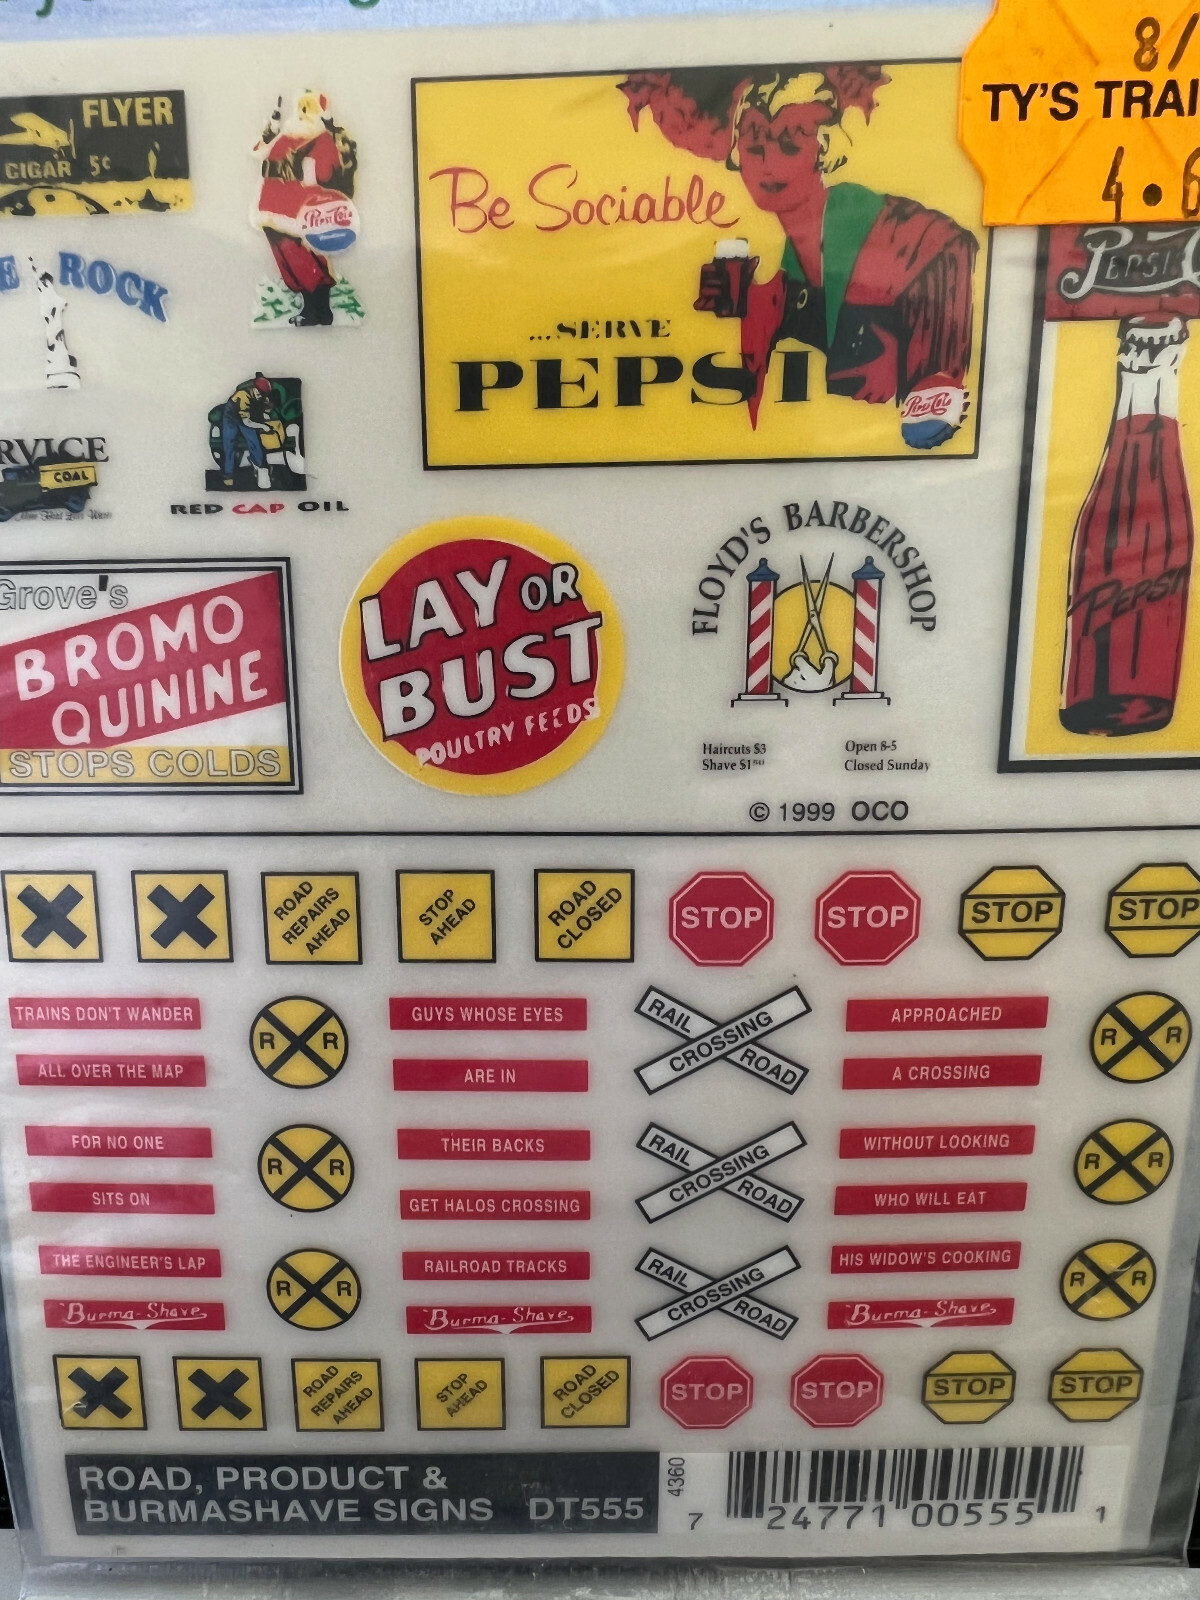 8/
TY'S TRAI
4.6
FLYER
CIGAR 5¢
PEPSI-COLA
ROCK
Be Sociable
...SERVE
PEPSI
PEPSI-COLA
PEPSI
PEPSI
RVICE
COAL
RED CAP OIL
Grove's
BROMO
QUININE
STOPS COLDS
LAY OR
BUST
POULTRY FEEDS
FLOYD'S BARBERSHOP
Haircuts $3
Shave $1
Open 8-5
Closed Sunday
© 1999 OCO
ROAD
REPAIRS
AHEAD
STOP
AHEAD
ROAD
CLOSED
STOP
STOP
STOP
STOP
TRAINS DON'T WANDER
ALL OVER THE MAP
FOR NO ONE
SITS ON
THE ENGINEER'S LAP
Burma-Shave
R R
R R
R R
GUYS WHOSE EYES
ARE IN
THEIR BACKS
GET HALOS CROSSING
RAILROAD TRACKS
Burma-Shave
RAIL ROAD
CROSSING
RAIL ROAD
CROSSING
RAIL ROAD
CROSSING
APPROACHED
A CROSSING
WITHOUT LOOKING
WHO WILL EAT
HIS WIDOW'S COOKING
Burma-Shave
R R
R R
R R
ROAD
REPAIRS
AHEAD
STOP
AHEAD
ROAD
CLOSED
STOP
STOP
STOP
STOP
ROAD, PRODUCT &
BURMASHAVE SIGNS DT555
4360
7 24771 00555 1